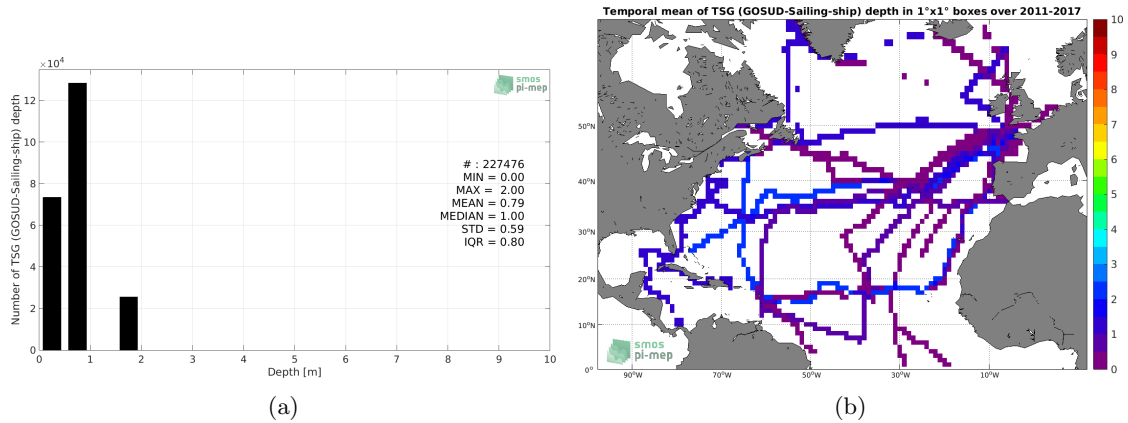 ×10⁴
Number of TSG (GOSUD-Sailing-ship) depth
12
10
8
6
4
2
0
0 1 2 3 4 5 6 7 8 9 10
Depth [m]
smos
pi-mep
# : 227476
MIN = 0.00
MAX = 2.00
MEAN = 0.79
MEDIAN = 1.00
STD = 0.59
IQR = 0.80
(a)
Temporal mean of TSG (GOSUD-Sailing-ship) depth in 1°x1° boxes over 2011-2017
50°N
40°N
30°N
20°N
10°N
0°
90°W 70°W 50°W 30°W 10°W
smos
pi-mep
10
9
8
7
6
5
4
3
2
1
0
(b)